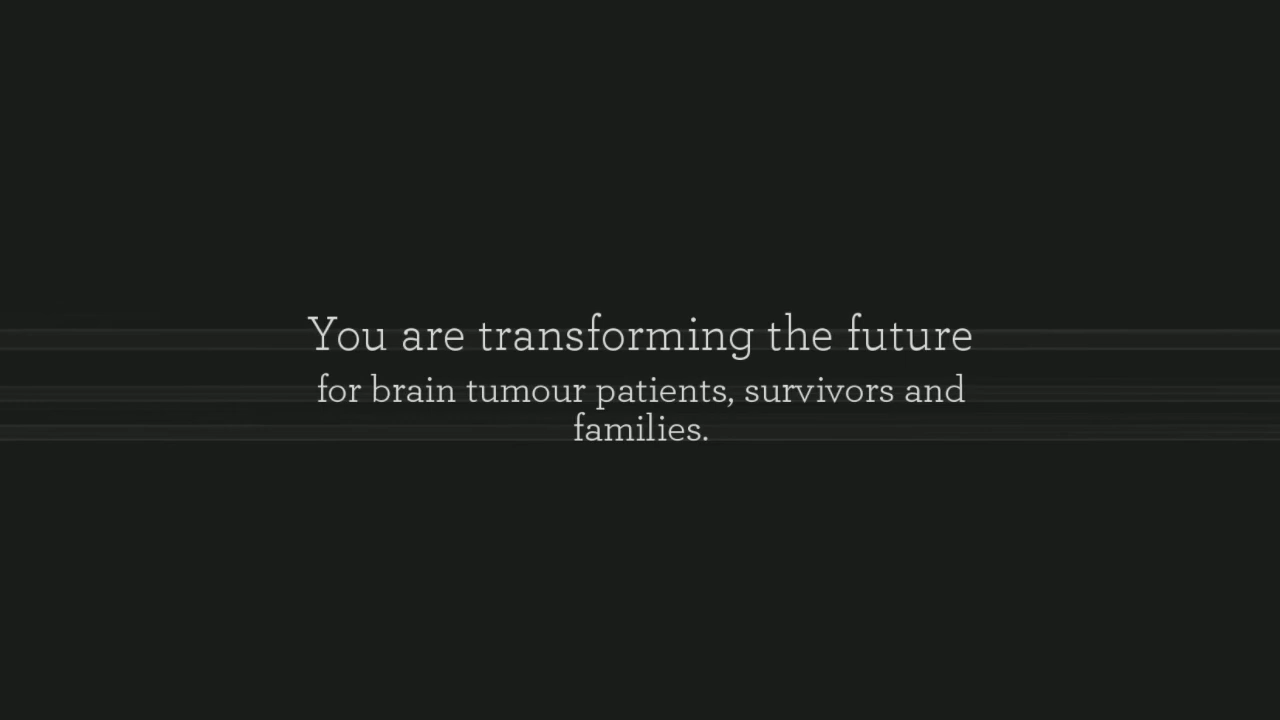 You are transforming the future
for brain tumour patients, survivors and
families.